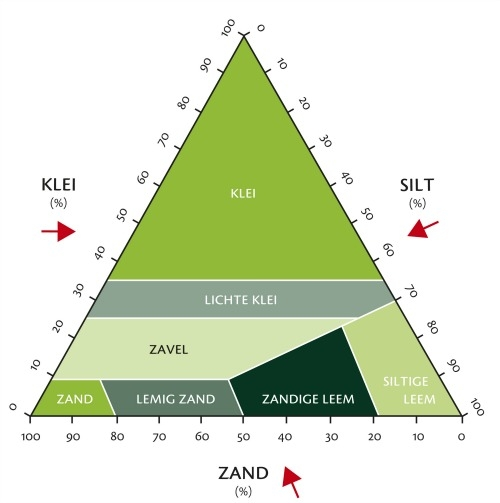 100
0
90
10
80
20
70
30
60
40
50
50
40
60
30
70
20
80
10
90
0
100
KLEI
(%)
SILT
(%)
KLEI
LICHTE KLEI
ZAVEL
ZAND
LEMIG ZAND
ZANDIGE LEEM
SILTIGE
LEEM
100 90 80 70 60 50 40 30 20 10 0
ZAND
(%)